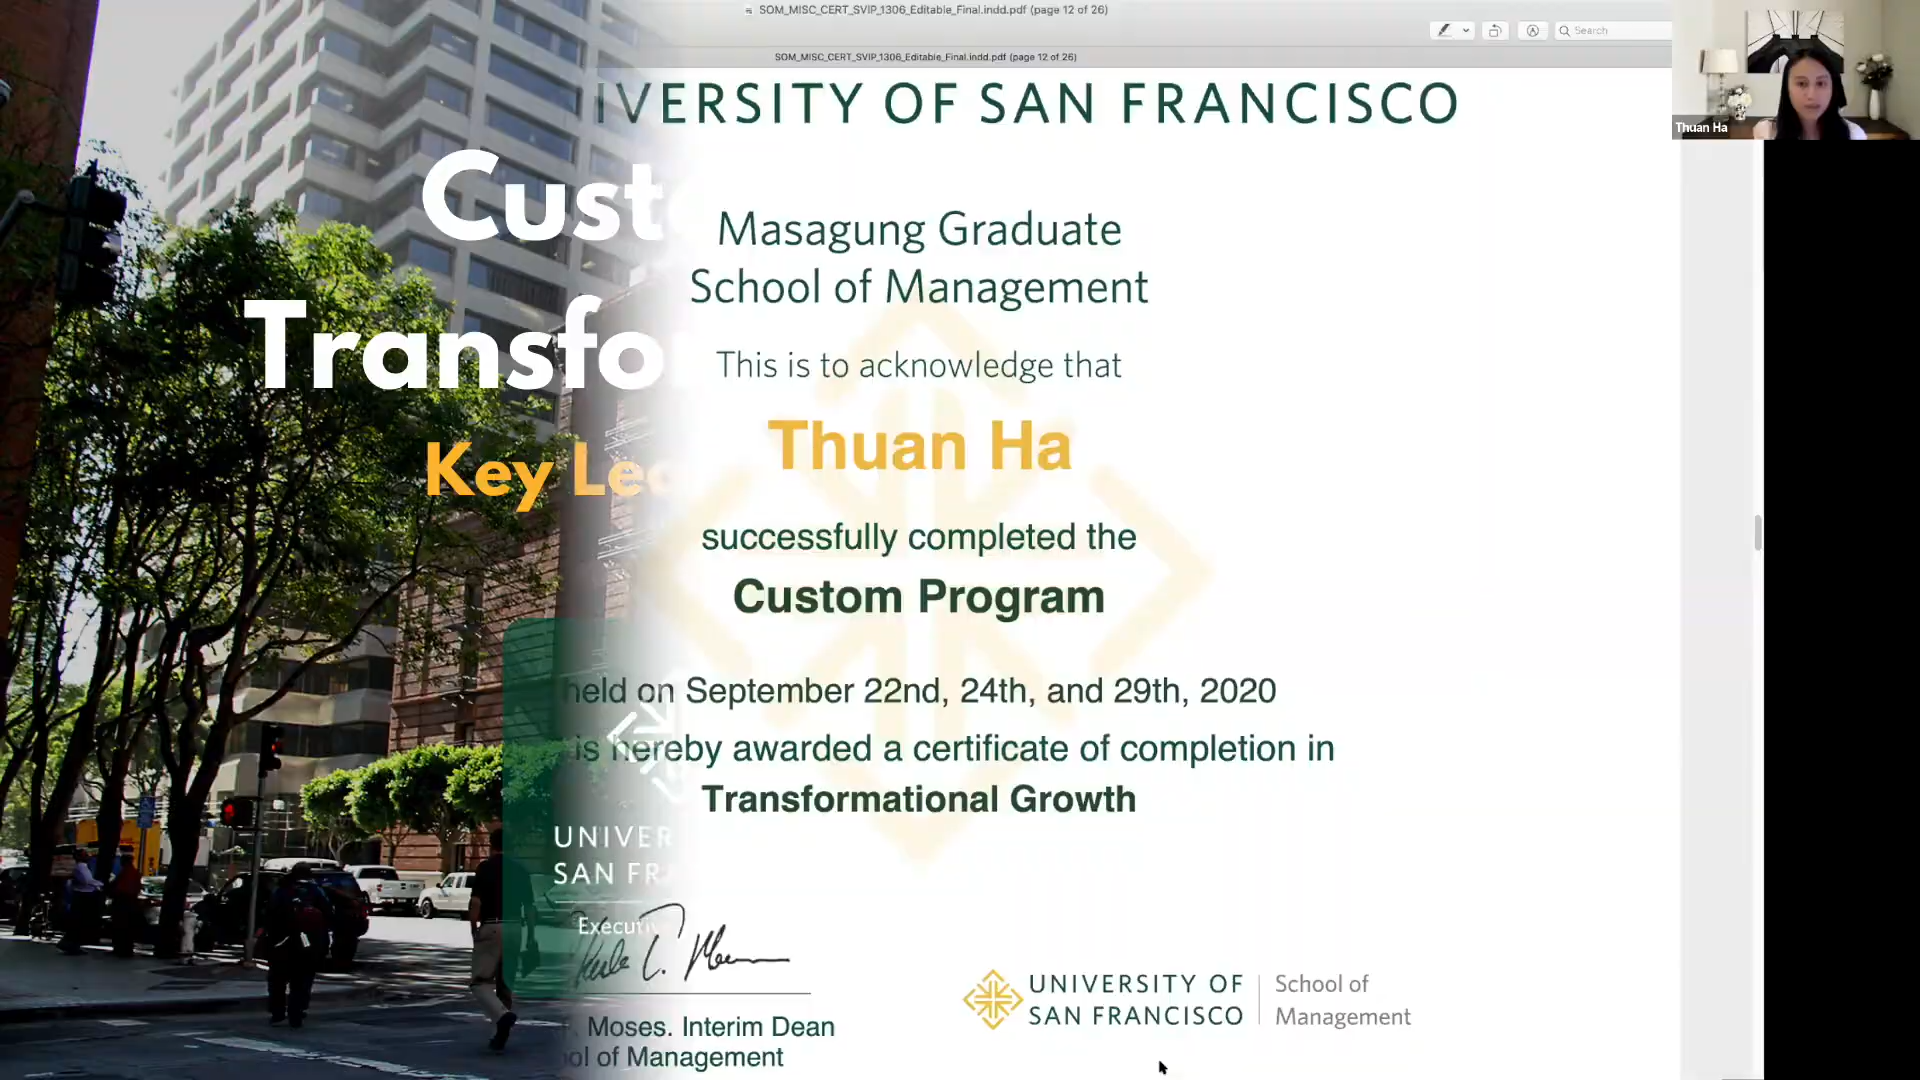 SOM_MISC_CERT_SVIP_1306_Editable_Final.indd.pdf (page 12 of 26)
Search
SOM_MISC_CERT_SVIP_1306_Editable_Final.indd.pdf (page 12 of 26)
IVERSITY OF SAN FRANCISCO
Thuan Ha
Custo
Masagung Graduate
School of Management
Transfo
This is to acknowledge that
Thuan Ha
Key Lea
successfully completed the
Custom Program
held on September 22nd, 24th, and 29th, 2020
is hereby awarded a certificate of completion in
Transformational Growth
UNIVER
SAN FRA
Executi
UNIVERSITY OF
SAN FRANCISCO
School of
Management
Moses. Interim Dean
ol of Management